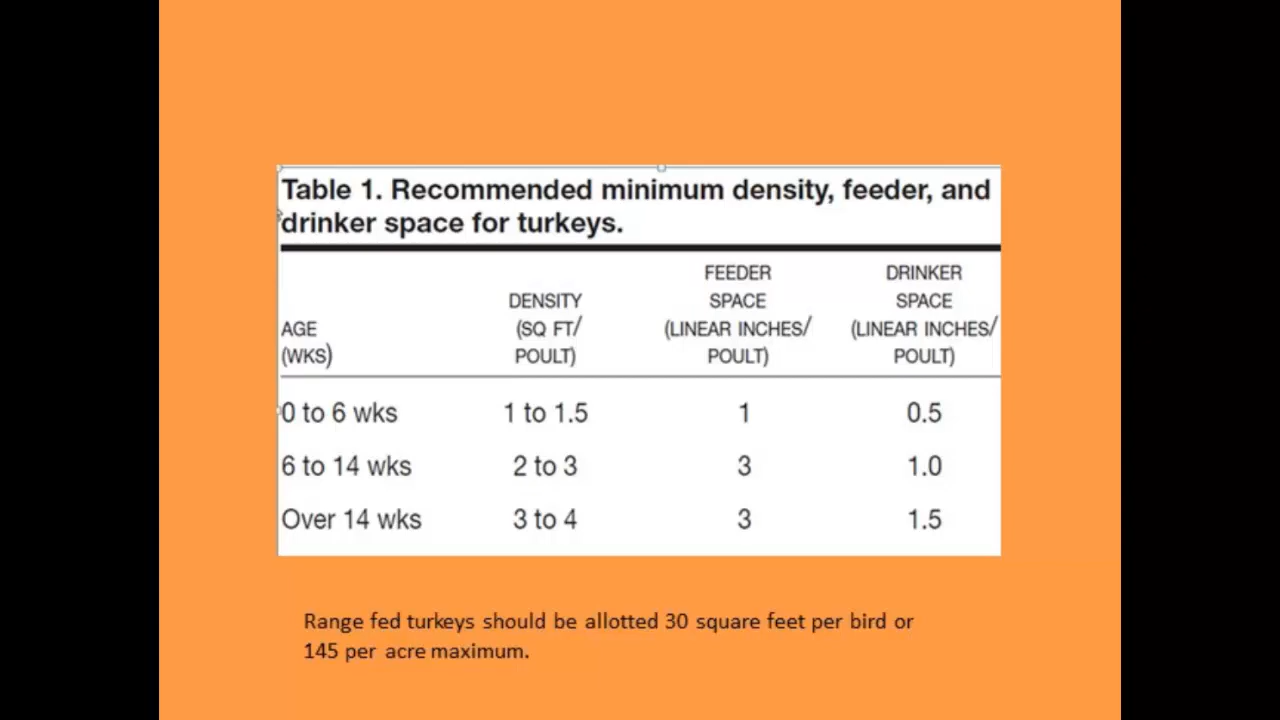 Table 1. Recommended minimum density, feeder, and
drinker space for turkeys.
AGE (WKS) DENSITY (SQ FT/ POULT) FEEDER SPACE (LINEAR INCHES/ POULT) DRINKER SPACE (LINEAR INCHES/ POULT)
0 to 6 wks 1 to 1.5 1 0.5
6 to 14 wks 2 to 3 3 1.0
Over 14 wks 3 to 4 3 1.5
Range fed turkeys should be allotted 30 square feet per bird or
145 per acre maximum.